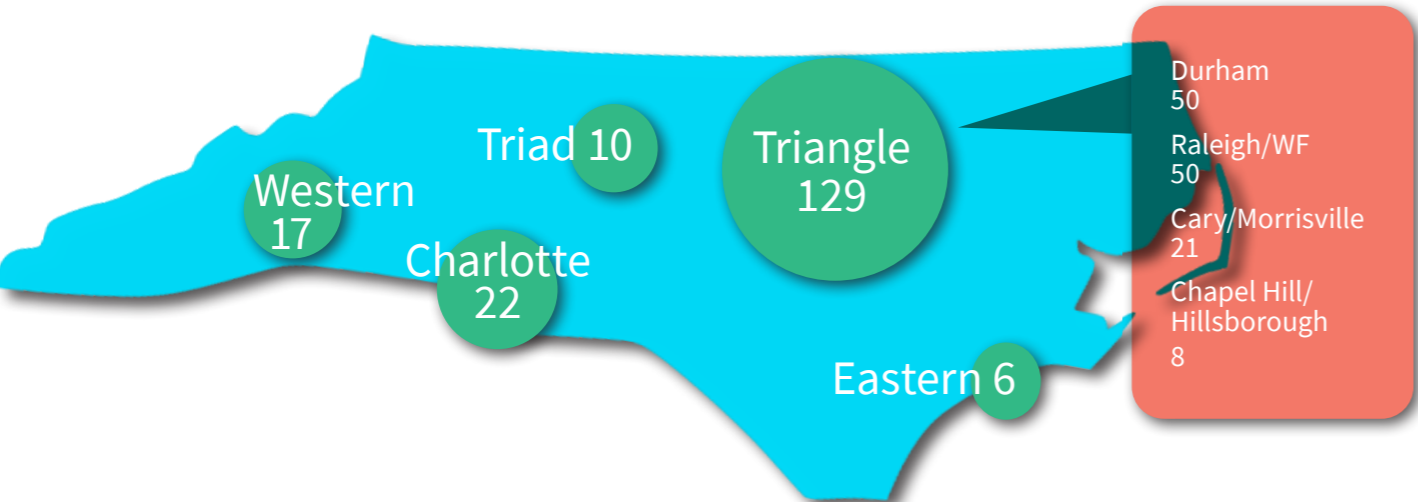 Triad 10
Triangle
129
Western
17
Charlotte
22
Eastern 6
Durham
50
Raleigh/WF
50
Cary/Morrisville
21
Chapel Hill/
Hillsborough
8